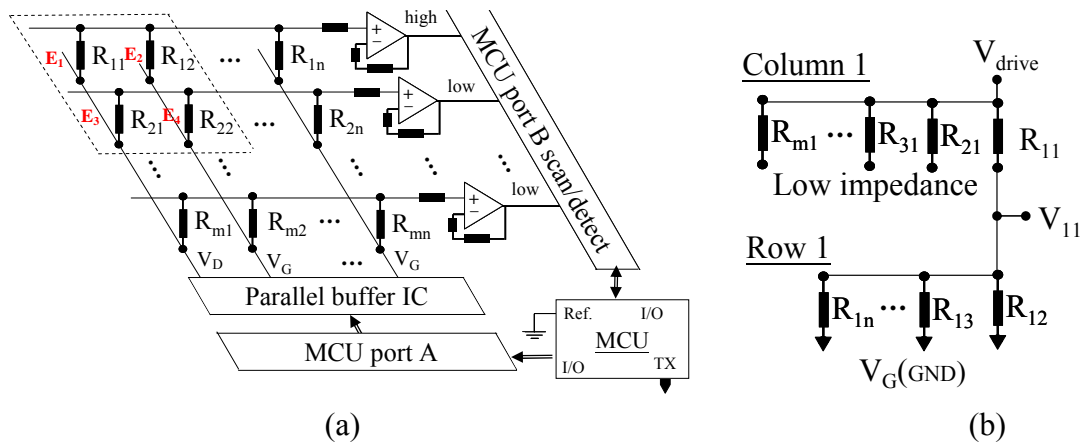 high
E1 R11 E2 R12 ... R1n
+
−
low
E3 R21 E4 R22 ... R2n
+
−
... ... ...
low
Rm1 Rm2 ... Rmn
+
−
VD VG ... VG
Parallel buffer IC
MCU port A
MCU port B scan/detect
Ref. I/O
MCU
I/O TX
(a)
Vdrive
Column 1
Rm1 ... R31 R21 R11
Low impedance
V11
Row 1
R1n ... R13 R12
VG(GND)
(b)